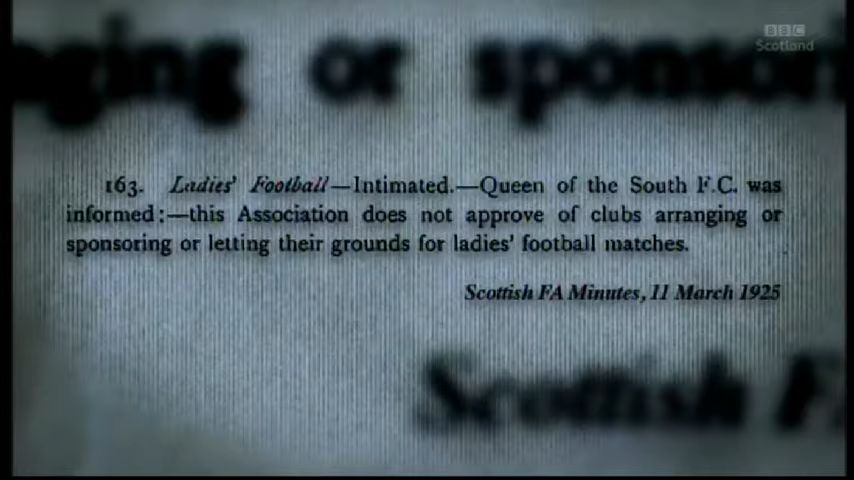 BBC
Scotland
ging or sponsori
163. Ladies' Football—Intimated.—Queen of the South F.C. was
informed:—this Association does not approve of clubs arranging or
sponsoring or letting their grounds for ladies' football matches.
Scottish FA Minutes, 11 March 1925
Scottish F